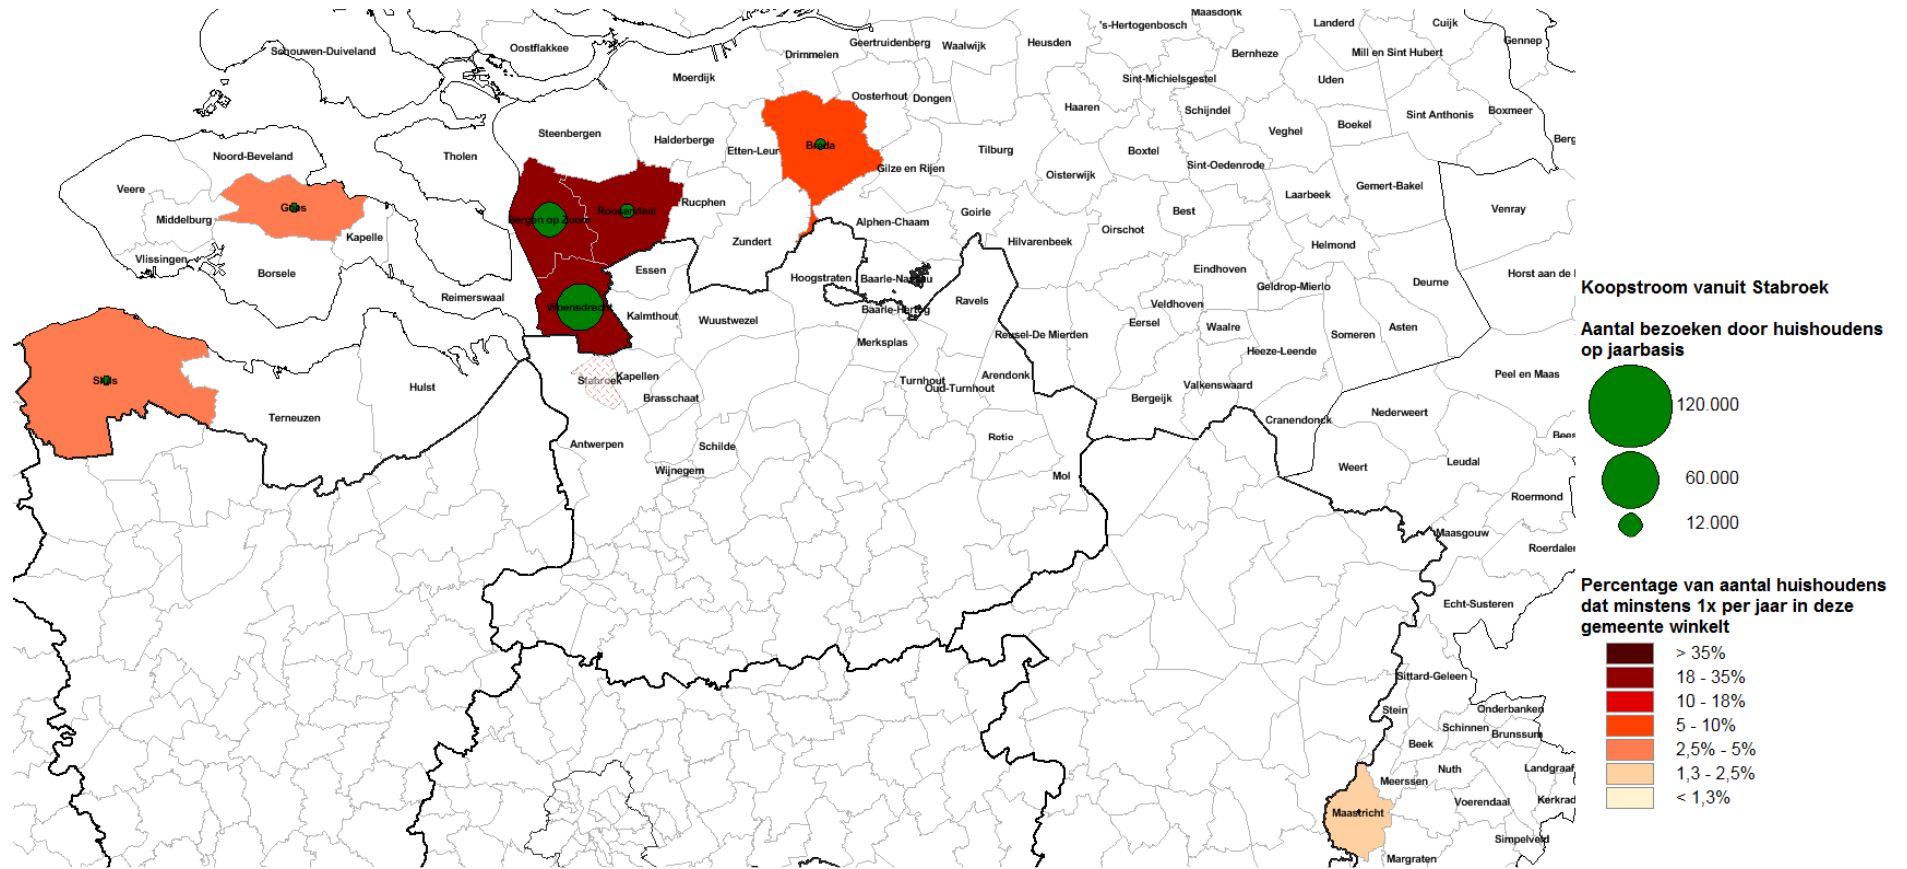 Schouwen-Duiveland
Oostflakkee
Moerdijk
Drimmelen
Geertruidenberg
Waalwijk
Heusden
's-Hertogenbosch
Maasdonk
Landerd
Cuijk
Bernheze
Mill en Sint Hubert
Gennep
Sint-Michielsgestel
Uden
Oosterhout
Dongen
Haaren
Schijndel
Sint Anthonis
Boxmeer
Steenbergen
Halderberge
Etten-Leur
Breda
Veghel
Boekel
Berg
Noord-Beveland
Tholen
Tilburg
Boxtel
Gilze en Rijen
Sint-Oedenrode
Oisterwijk
Veere
Goes
Middelburg
Bergen op Zoom
Roosendaal
Rucphen
Laarbeek
Gemert-Bakel
Venray
Kapelle
Zundert
Alphen-Chaam
Goirle
Hilvarenbeek
Best
Oirschot
Helmond
Vlissingen
Borsele
Essen
Hoogstraten
Baarle-Nassau
Eindhoven
Geldrop-Mierlo
Deurne
Horst aan de
Reimerswaal
Woensdrecht
Kalmthout
Wuustwezel
Baarle-Hertog
Ravels
Veldhoven
Eersel
Waalre
Merksplas
Reusel-De Mierden
Someren
Asten
Heeze-Leende
Sluis
Hulst
Stabroek
Kapellen
Brasschaat
Turnhout
Oud-Turnhout
Arendonk
Valkenswaard
Bergeijk
Peel en Maas
Terneuzen
Cranendonck
Nederweert
Antwerpen
Schilde
Retie
Wijnegem
Mol
Weert
Leudal
Roermond
Maasgouw
Roerdalen
Echt-Susteren
Sittard-Geleen
Stein
Onderbanken
Schinnen
Brunssum
Beek
Nuth
Landgraaf
Meerssen
Voerendaal
Kerkrad
Maastricht
Simpelveld
Margraten
Koopstroom vanuit Stabroek
Aantal bezoeken door huishoudens
op jaarbasis
120.000
60.000
12.000
Percentage van aantal huishoudens
dat minstens 1x per jaar in deze
gemeente winkelt
> 35%
18 - 35%
10 - 18%
5 - 10%
2,5% - 5%
1,3 - 2,5%
< 1,3%